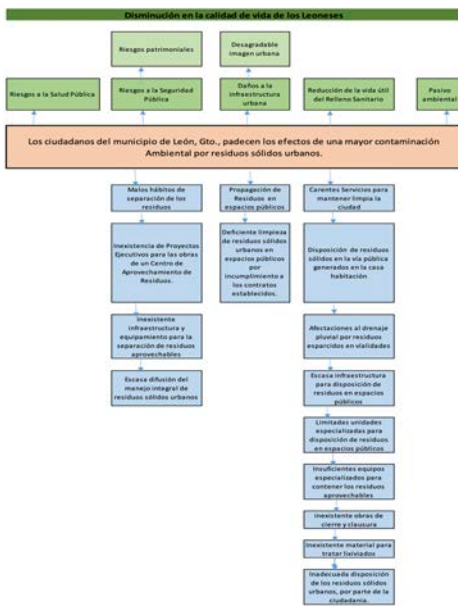 Disminución en la calidad de vida de los Leoneses
Riesgos patrimoniales
Desagradable
imagen urbana
Riesgos a la Salud Pública
Riesgos a la Seguridad
Pública
Daños a la
infraestructura
urbana
Reducción de la vida útil
del Relleno Sanitario
Pasivo
ambiental
Los ciudadanos del municipio de León, Gto., padecen los efectos de una mayor contaminación
Ambiental por residuos sólidos urbanos.
Malos hábitos de
separación de los
residuos
Inexistencia de Proyectos
Ejecutivos para las obras
de un Centro de
Aprovechamiento de
Residuos.
Inexistente
infraestructura y
equipamiento para la
separación de residuos
aprovechables
Escasa difusión del
manejo integral de
residuos sólidos urbanos
Propagación de
Residuos en
espacios públicos
Deficiente limpieza
de residuos sólidos
urbanos en
espacios públicos
por
incumplimiento a
los contratos
establecidos.
Carentes Servicios para
mantener limpia la
ciudad
Disposición de residuos
sólidos en la vía pública
generados en la casa
habitación
Afectaciones al drenaje
pluvial por residuos
esparcidos en vialidades
Escasa infraestructura
para disposición de
residuos en espacios
públicos
Limitadas unidades
especializadas para
disposición de residuos
en espacios públicos
Insuficientes equipos
especializados para
contener los residuos
aprovechables
Inexistente obras de
cierre y clausura
Inexistente material para
tratar lixiviados
Inadecuada disposición
de los residuos sólidos
urbanos, por parte de la
ciudadanía.